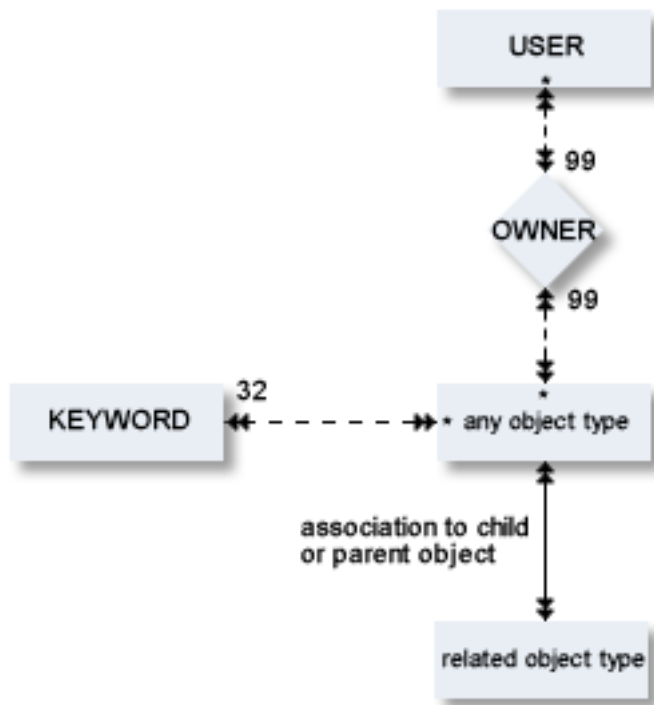 USER
*
99
OWNER
99
*
32
KEYWORD
* any object type
association to child
or parent object
related object type